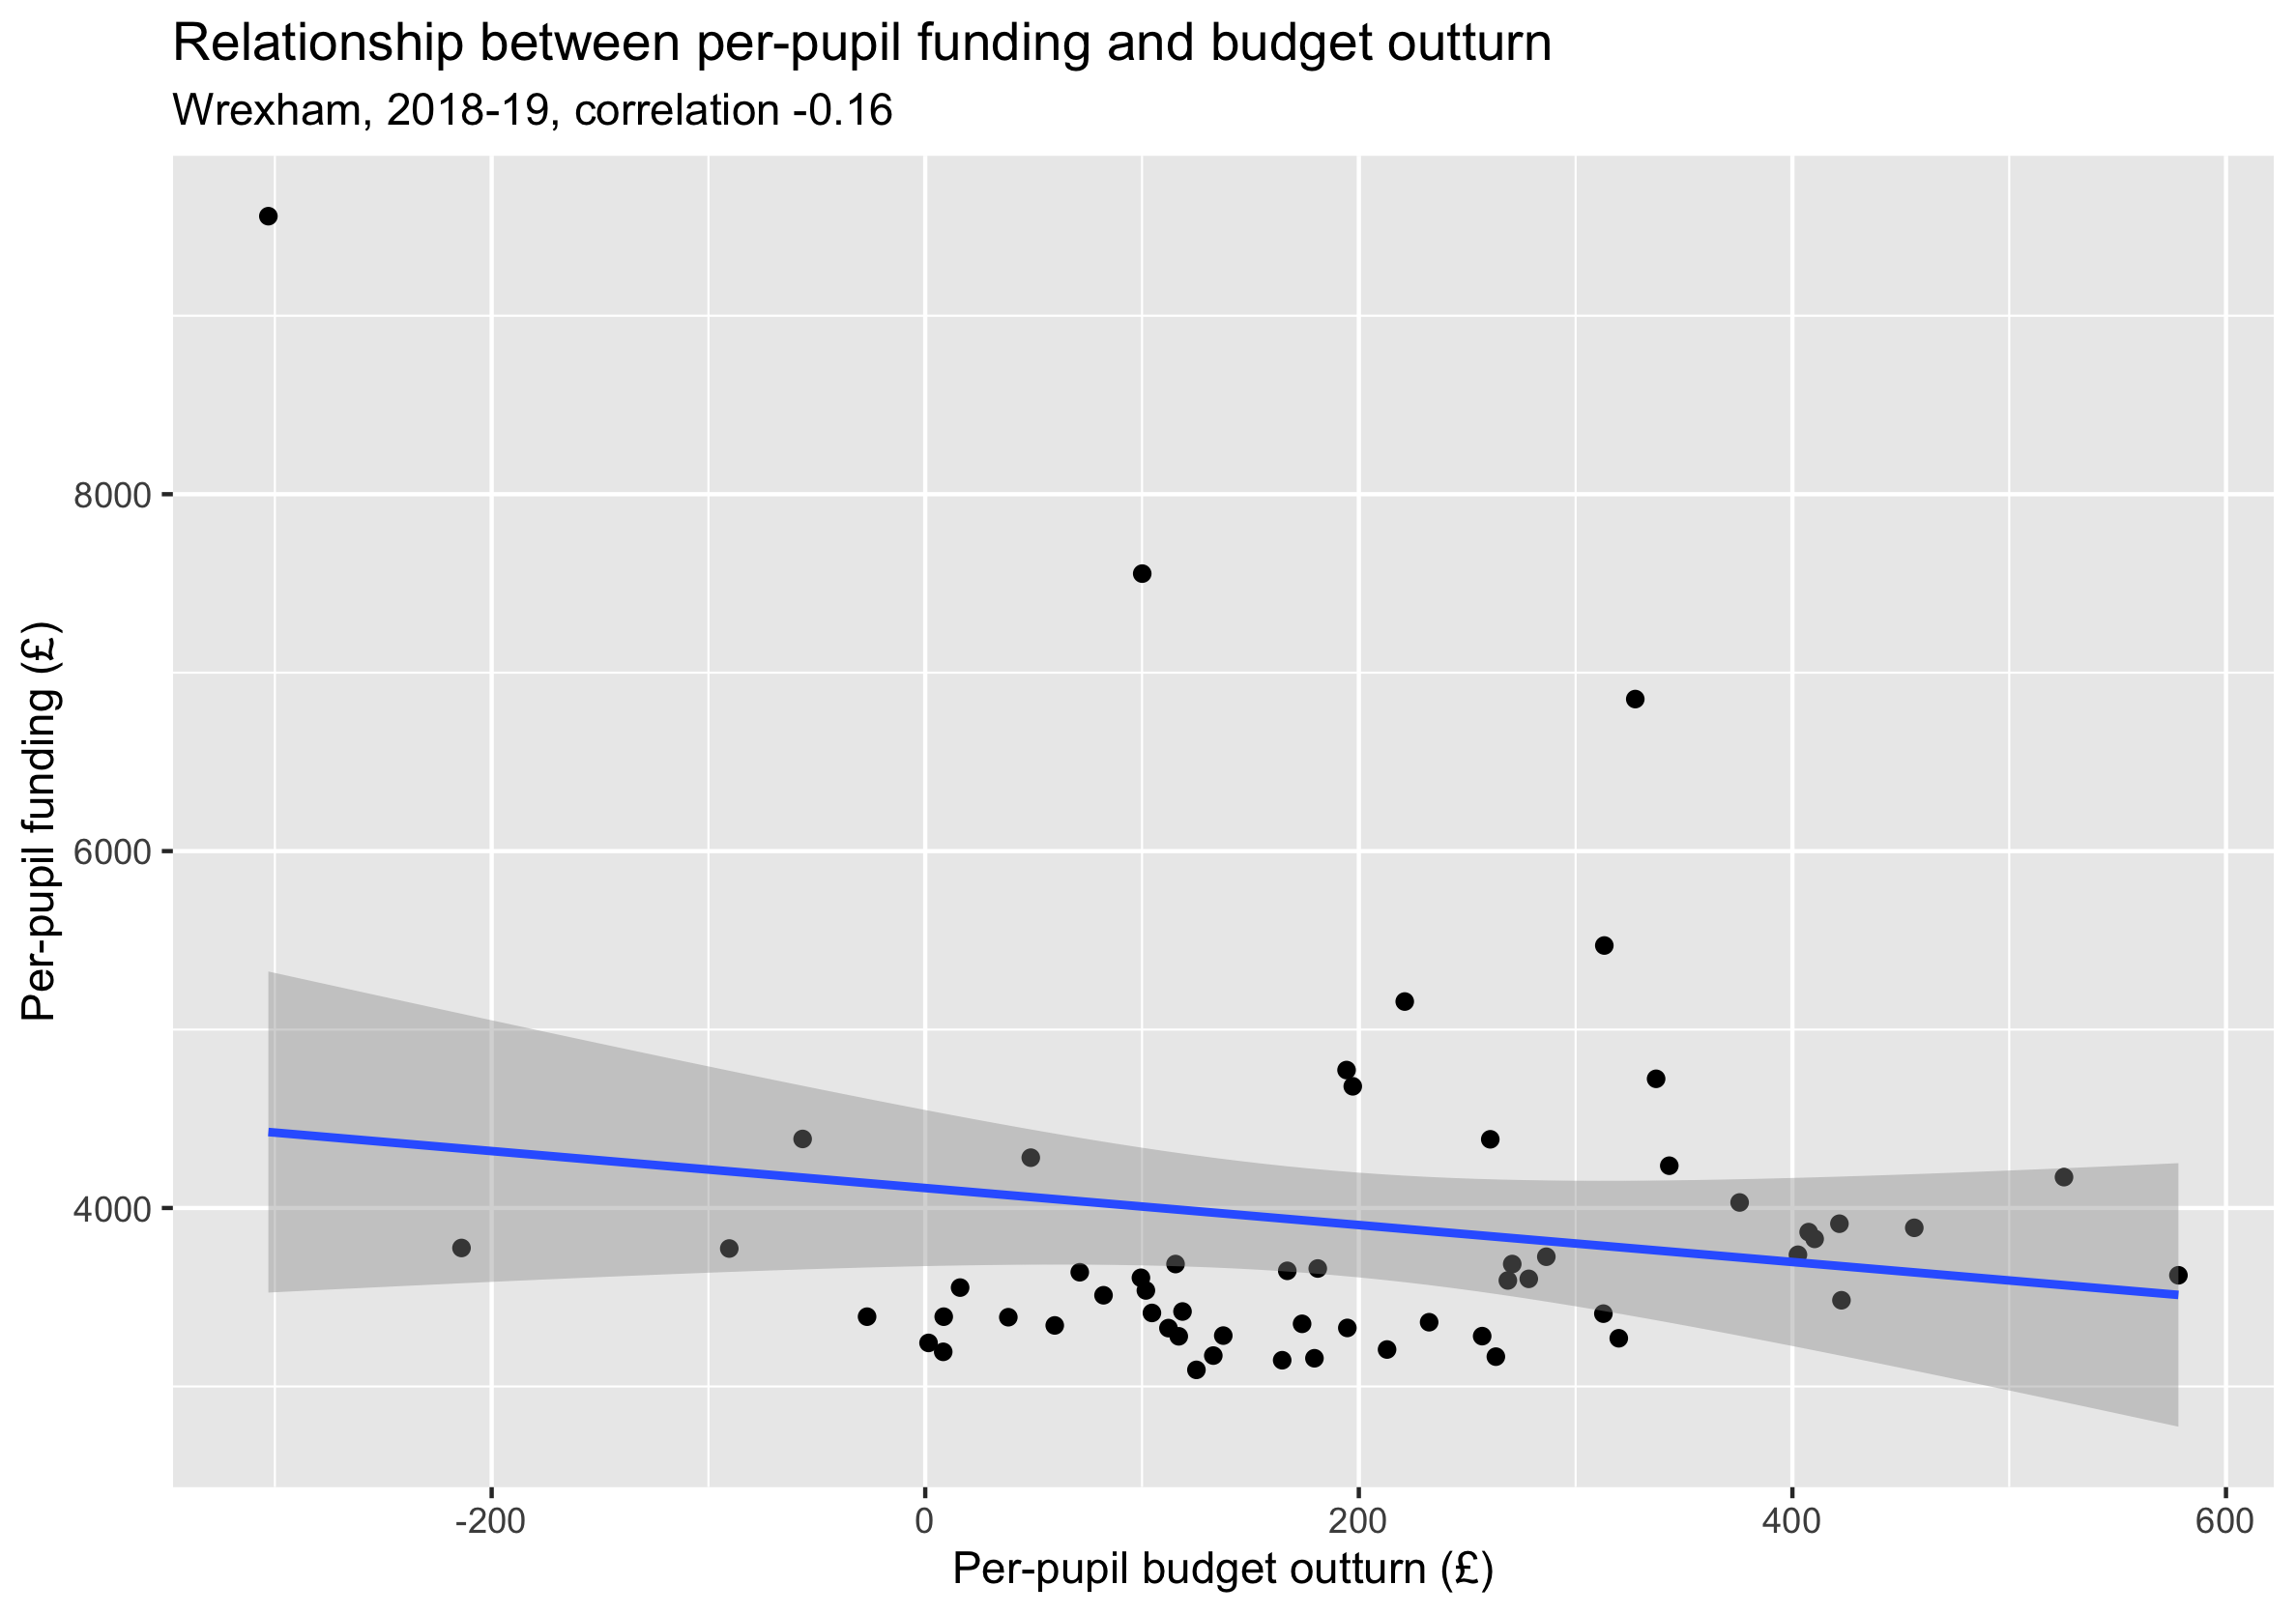 Relationship between per-pupil funding and budget outturn
Wrexham, 2018-19, correlation -0.16
Per-pupil funding (£)
8000
6000
4000
-200
0
200
400
600
Per-pupil budget outturn (£)